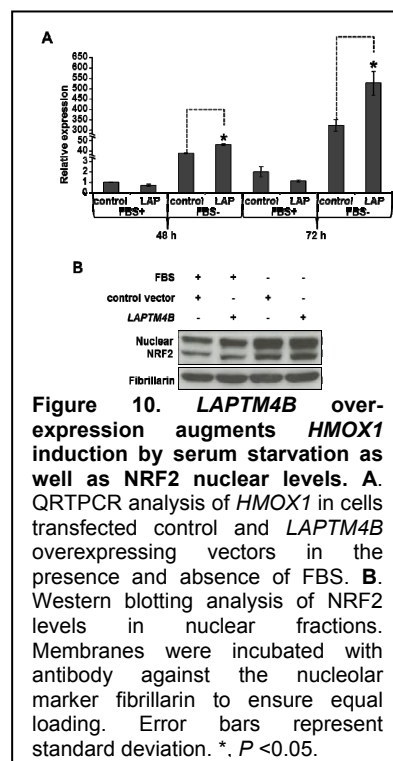 A
Relative expression
650
600
550
500
450
400
350
300
50
40
3
2
1
0
*
*
control LAP control LAP control LAP control LAP
FBS+ FBS- FBS+ FBS-
48 h 72 h
B
FBS + + - -
control vector + - + -
LAPTM4B - + - +
Nuclear
NRF2
Fibrillarin
Figure 10. LAPTM4B over-
expression augments HMOX1
induction by serum starvation as
well as NRF2 nuclear levels. A.
QRTPCR analysis of HMOX1 in cells
transfected control and LAPTM4B
overexpressing vectors in the
presence and absence of FBS. B.
Western blotting analysis of NRF2
levels in nuclear fractions.
Membranes were incubated with
antibody against the nucleolar
marker fibrillarin to ensure equal
loading. Error bars represent
standard deviation. *, P <0.05.